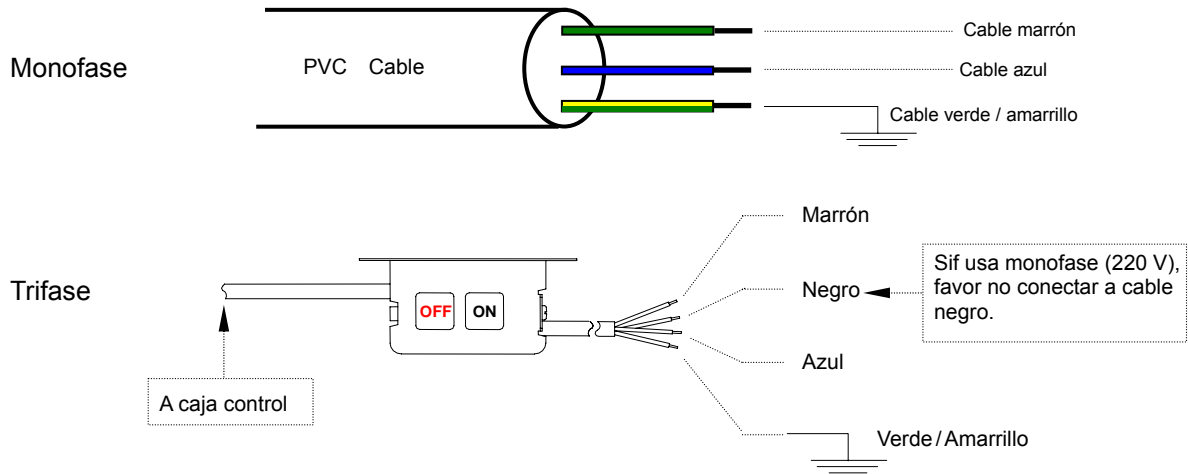 Cable marrón
Monofase
PVC Cable
Cable azul
Cable verde / amarrillo
Marrón
Trifase
OFF
ON
Negro
Sif usa monofase (220 V),
favor no conectar a cable
negro.
Azul
A caja control
Verde/Amarrillo